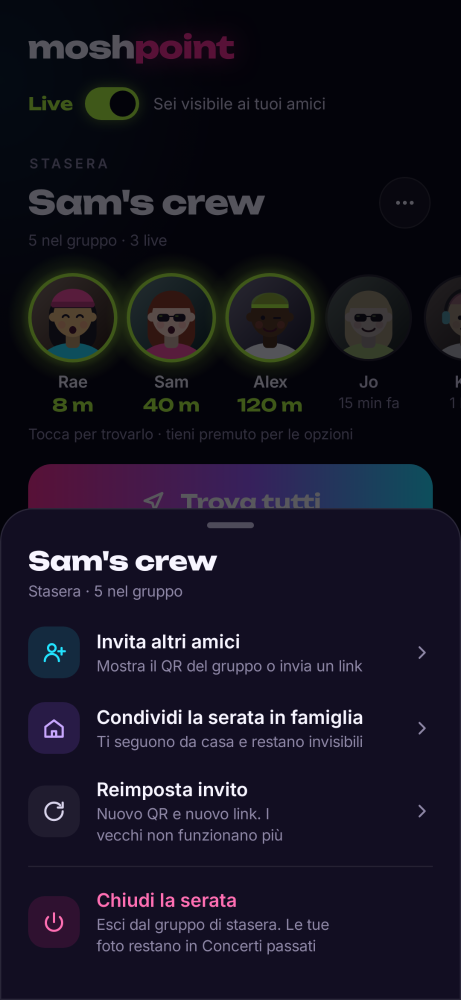 moshpoint
Live Sei visibile ai tuoi amici
STASERA
Sam's crew
5 nel gruppo · 3 live
Rae Sam Alex Jo K
8 m 40 m 120 m 15 min fa 1
Tocca per trovarlo · tieni premuto per le opzioni
Trova tutti
Sam's crew
Stasera · 5 nel gruppo
Invita altri amici
Mostra il QR del gruppo o invia un link
Condividi la serata in famiglia
Ti seguono da casa e restano invisibili
Reimposta invito
Nuovo QR e nuovo link. I
vecchi non funzionano più
Chiudi la serata
Esci dal gruppo di stasera. Le tue
foto restano in Concerti passati